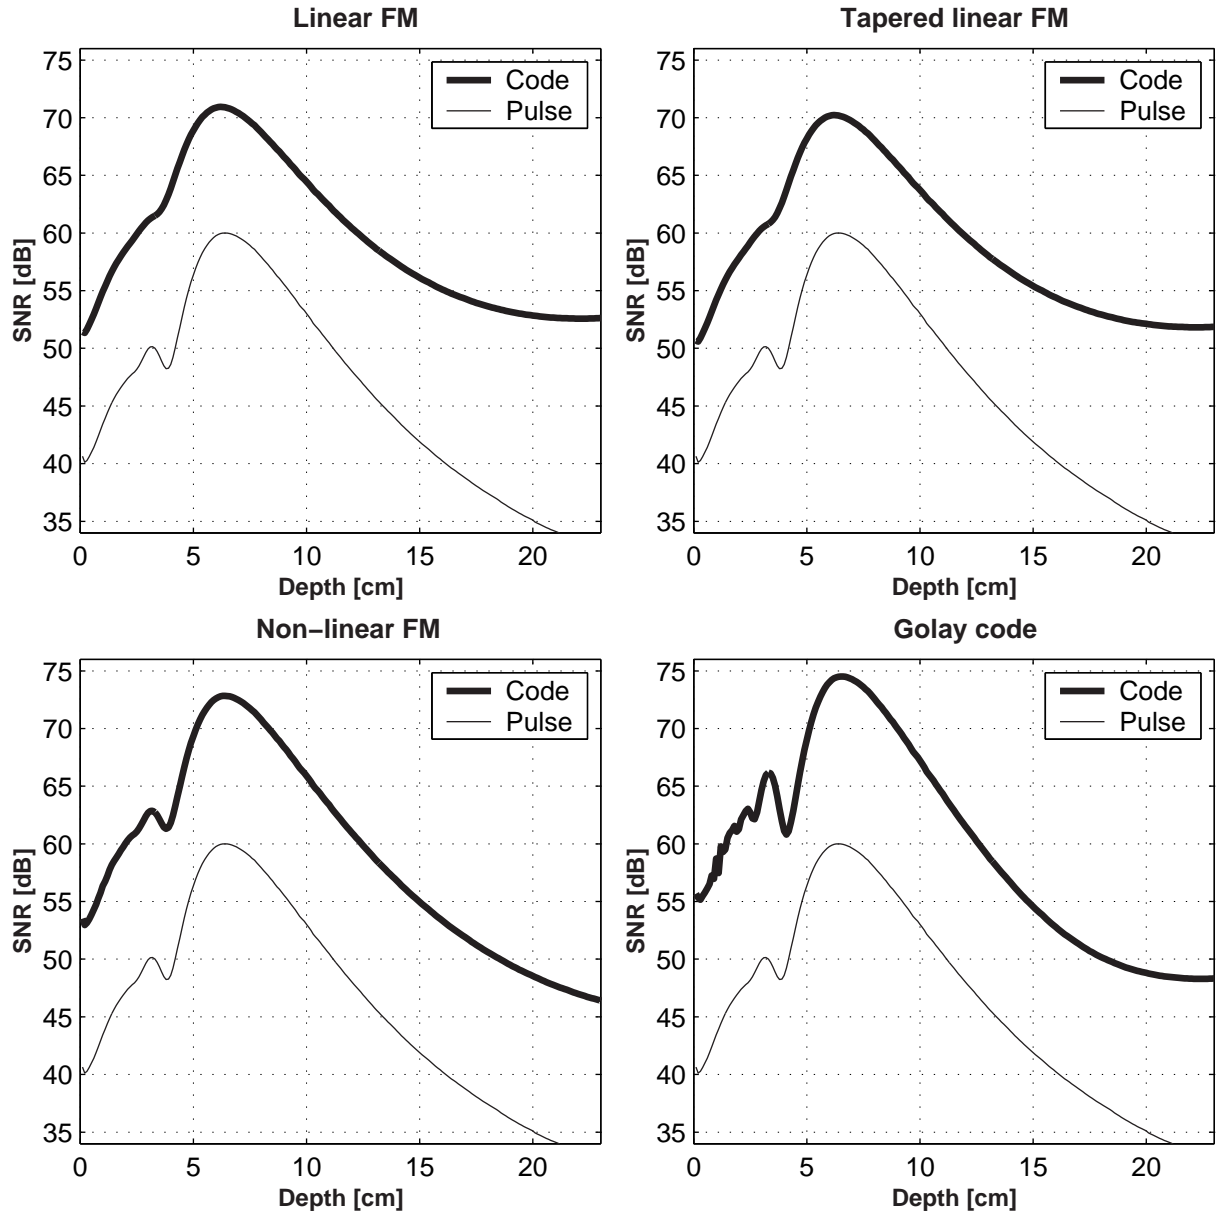 Linear FM
75
70
65
60
55
50
45
40
35
SNR [dB]
Code
Pulse
0 5 10 15 20
Depth [cm]
Tapered linear FM
75
70
65
60
55
50
45
40
35
SNR [dB]
Code
Pulse
0 5 10 15 20
Depth [cm]
Non−linear FM
75
70
65
60
55
50
45
40
35
SNR [dB]
Code
Pulse
0 5 10 15 20
Depth [cm]
Golay code
75
70
65
60
55
50
45
40
35
SNR [dB]
Code
Pulse
0 5 10 15 20
Depth [cm]